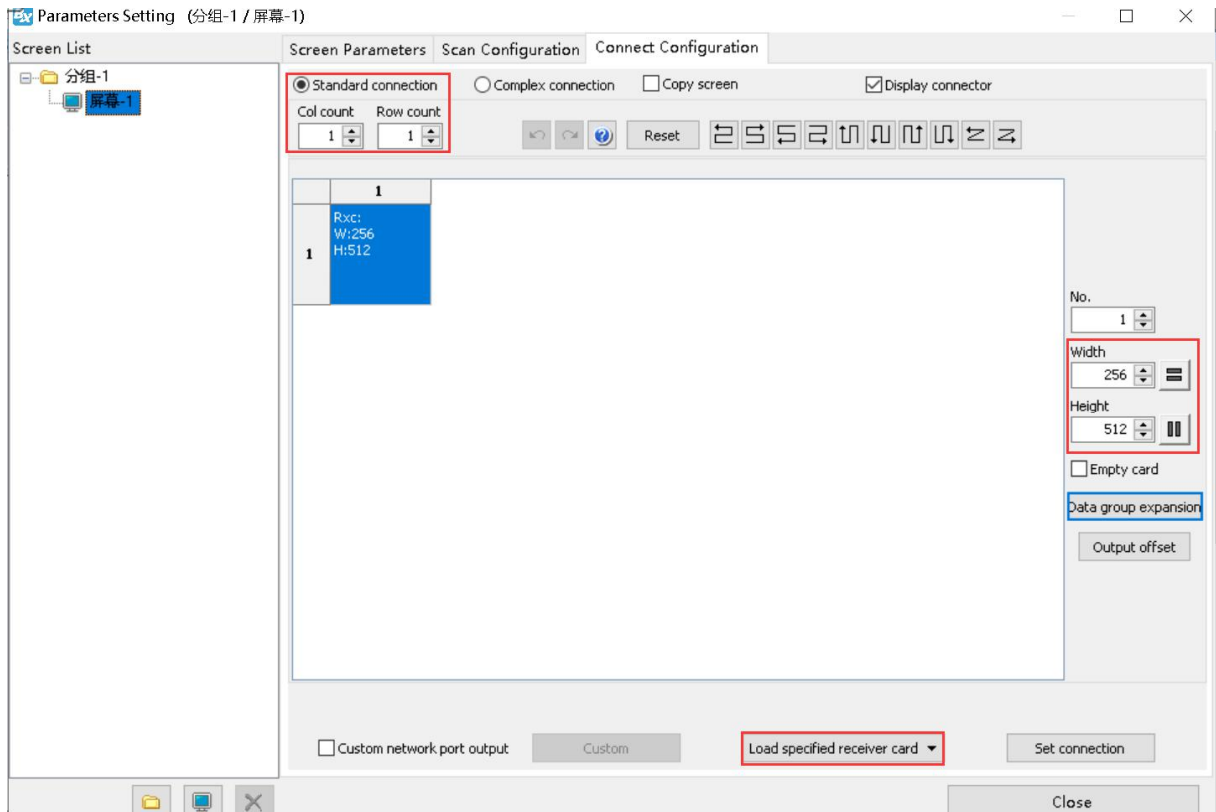 BX Parameters Setting (分组-1 / 屏幕-1)
Screen List
分组-1
屏幕-1
Screen Parameters Scan Configuration Connect Configuration
Standard connection Complex connection Copy screen Display connector
Col count Row count
1 1
Reset
1
1
Rxc:
W:256
H:512
No.
1
Width
256
Height
512
Empty card
Data group expansion
Output offset
Custom network port output Custom Load specified receiver card Set connection
Close